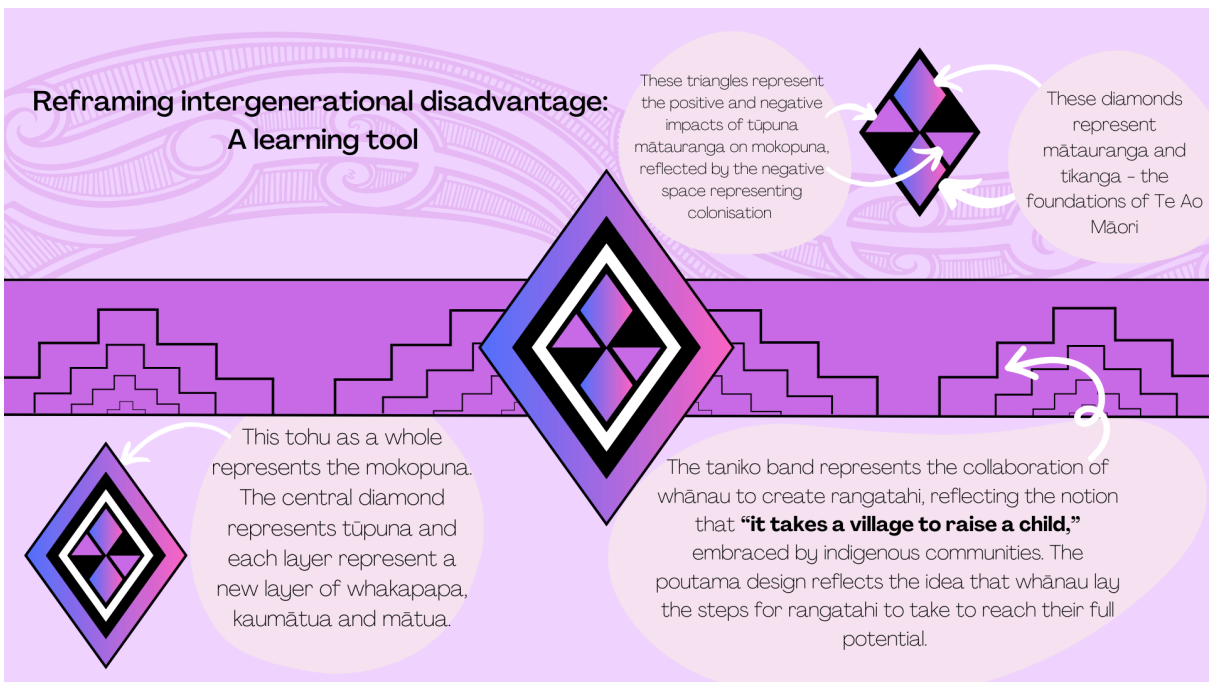 Reframing intergenerational disadvantage:
A learning tool
These triangles represent
the positive and negative
impacts of tūpuna
mātauranga on mokopuna,
reflected by the negative
space representing
colonisation
These diamonds
represent
mātauranga and
tikanga - the
foundations of Te Ao
Māori
This tohu as a whole
represents the mokopuna.
The central diamond
represents tūpuna and
each layer represent a
new layer of whakapapa,
kaumātua and mātua.
The taniko band represents the collaboration of
whānau to create rangatahi, reflecting the notion
that “it takes a village to raise a child,”
embraced by indigenous communities. The
poutama design reflects the idea that whānau lay
the steps for rangatahi to take to reach their full
potential.